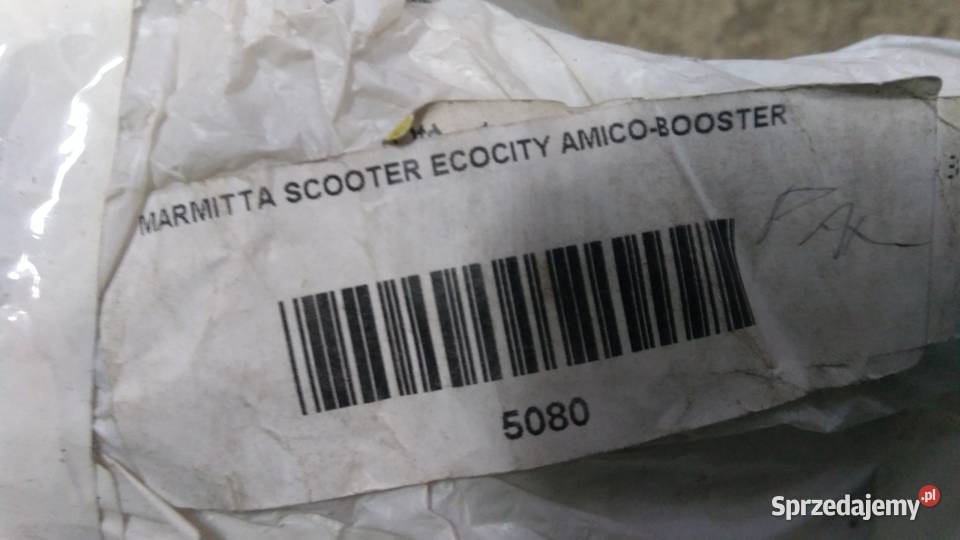 MARMITTA SCOOTER ECOCITY AMICO-BOOSTER
5080
Sprzedajemy.pl